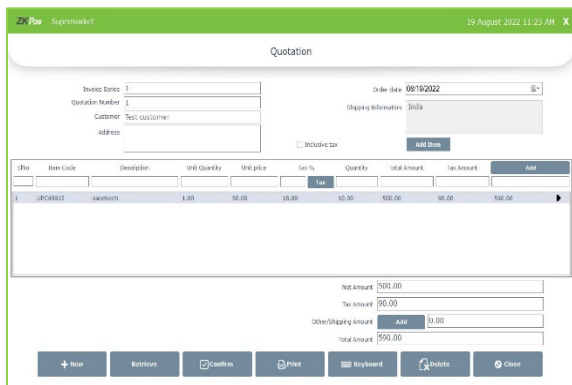 ZKPos Supermarket 19 August 2022 11:23 AM X
Quotation
Invoice Series 1 Order date 08/19/2022
Quotation Number 1 Shipping Information India
Customer Test customer
Address
Inclusive tax Add Item
SlNo Item Code Description Unit Quantity Unit price Tax % Quantity Total Amount Tax Amount Add
Tax
1 UPC40915 sandwich 1.00 50.00 18.00 10.00 500.00 90.00 590.00
Net Amount 500.00
Tax Amount 90.00
Other/Shipping Amount Add 0.00
Total Amount 590.00
New Retrieve Confirm Print Keyboard Delete Close